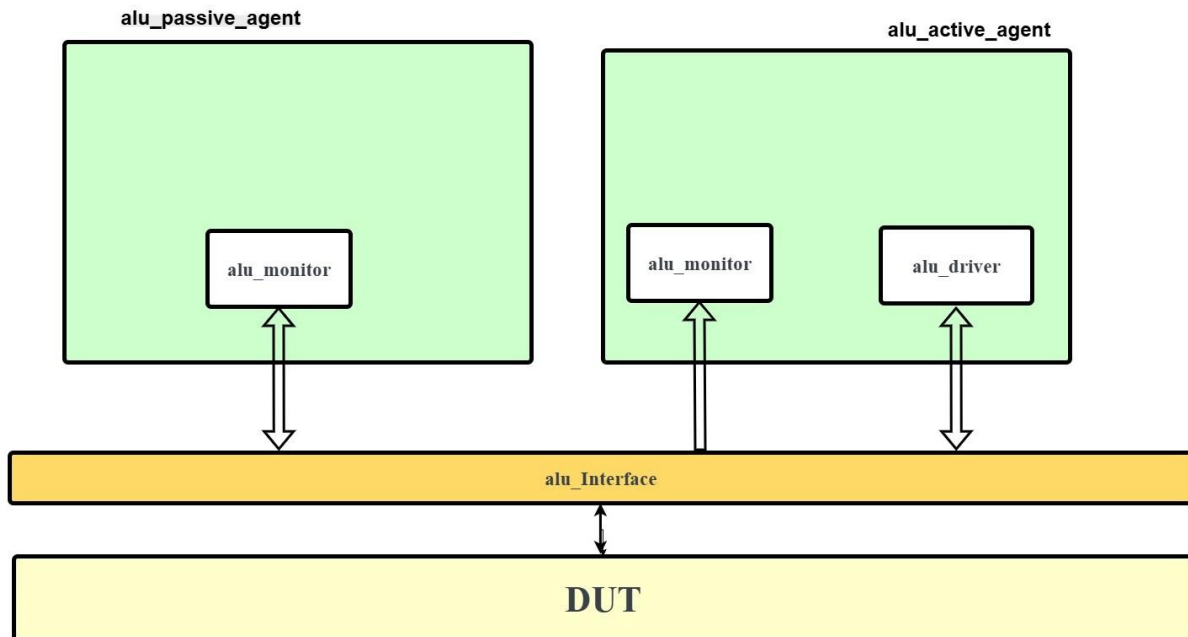 alu_passive_agent
alu_active_agent
alu_monitor
alu_monitor
alu_driver
alu_Interface
DUT